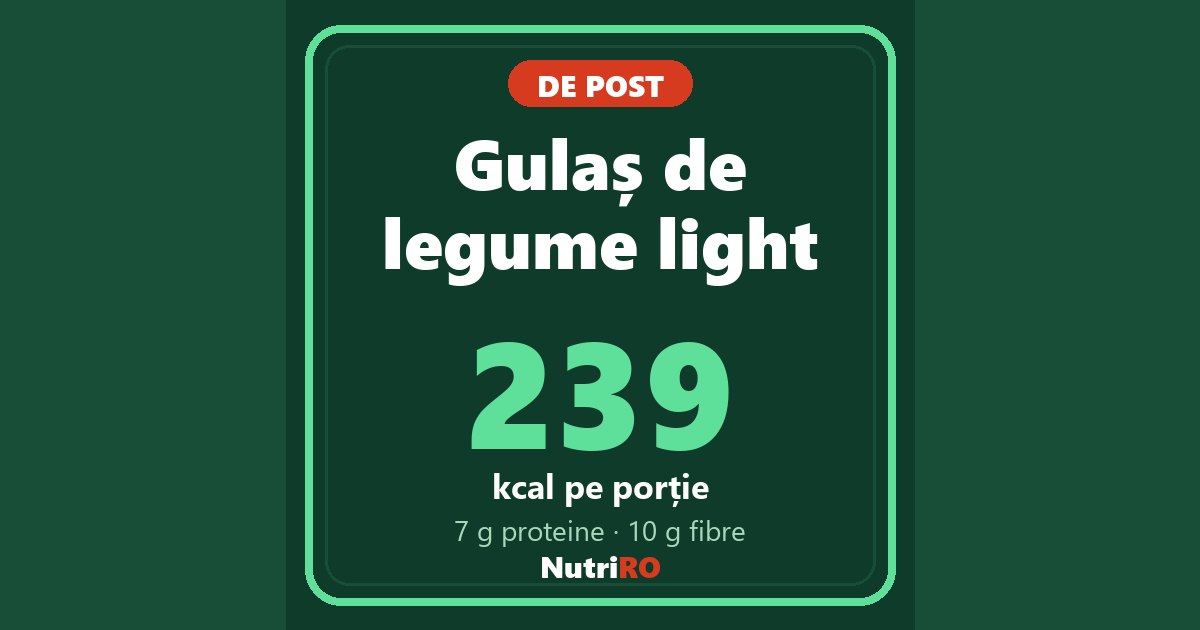 DE POST
Gulaș de
legume light
239
kcal pe porție
7 g proteine · 10 g fibre
NutriRO